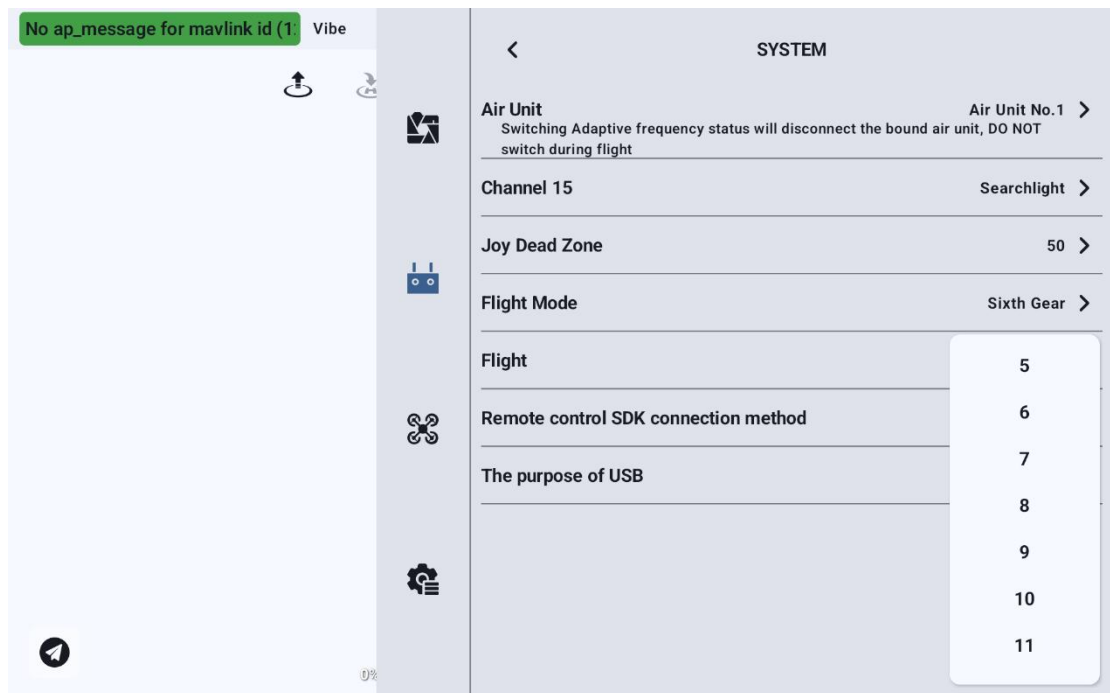 No ap_message for mavlink id (1
Vibe
SYSTEM
Air Unit
Air Unit No.1
Switching Adaptive frequency status will disconnect the bound air unit, DO NOT
switch during flight
Channel 15
Searchlight
Joy Dead Zone
50
Flight Mode
Sixth Gear
Flight
5
6
Remote control SDK connection method
7
The purpose of USB
8
9
10
11
0%